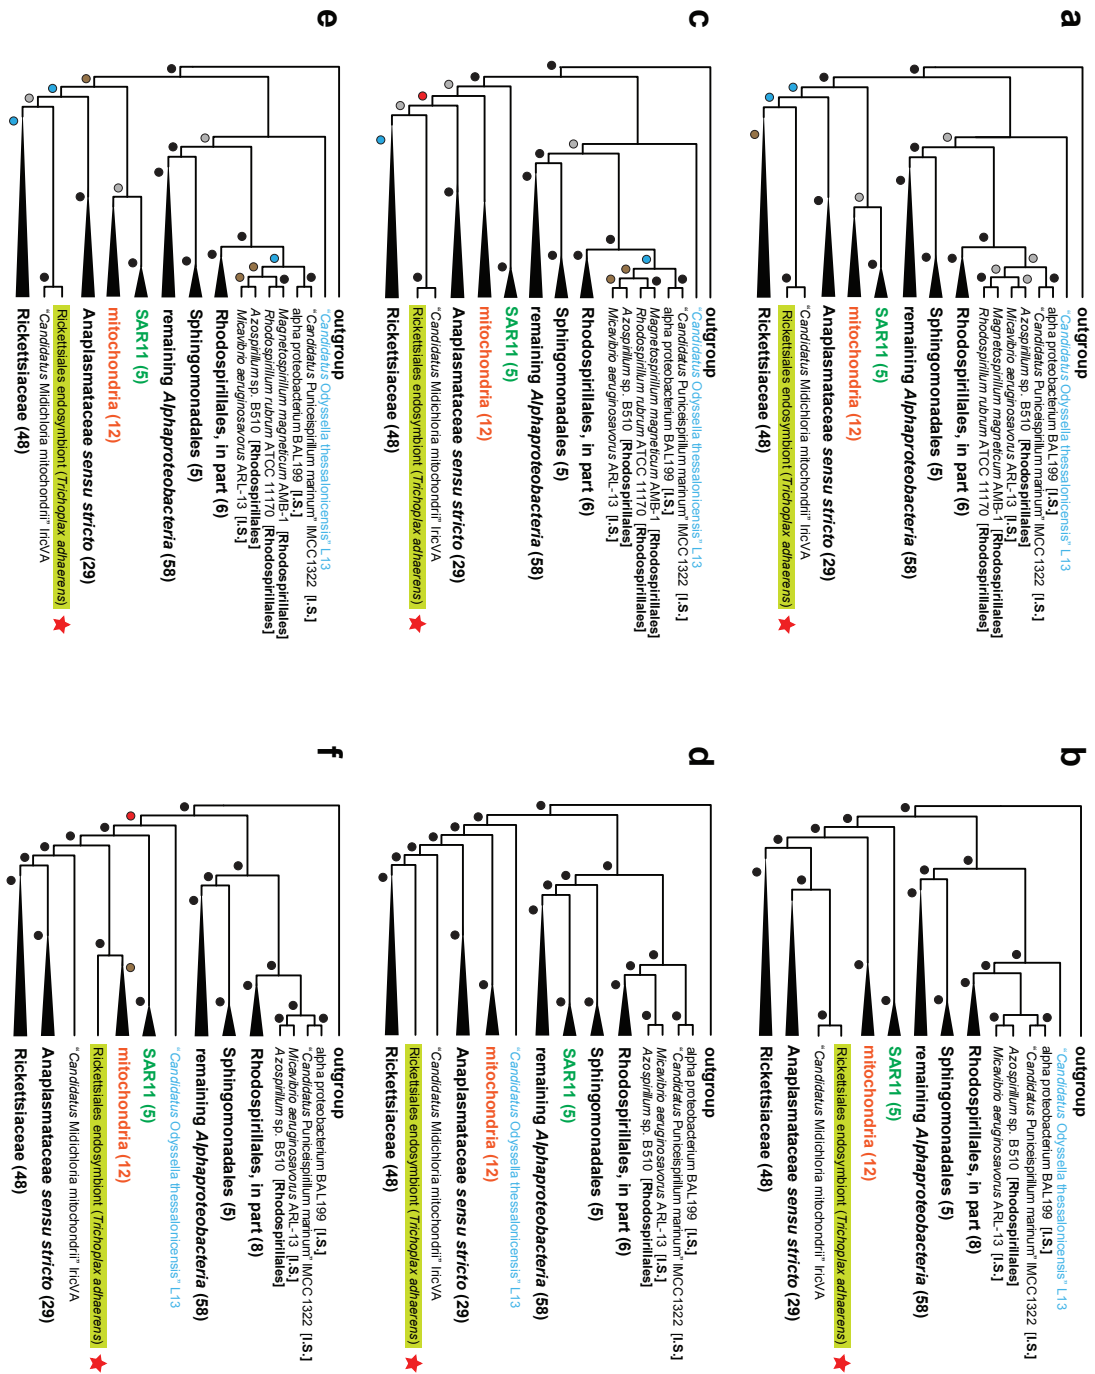 a
outgroup
"Candidatus Odyssella thessalonicensis" L13
alpha proteobacterium BAL199 [I.S.]
"Candidatus Puniceispirillum marinum" IMCC1322 [I.S.]
Azospirillum sp. B510 [Rhodospirillales]
Micavibrio aeruginosavorus ARL-13 [I.S.]
Magnetospirillum magneticum AMB-1 [Rhodospirillales]
Rhodospirillum rubrum ATCC 11170 [Rhodospirillales]
Rhodospirillales, in part (6)
Sphingomonadales (5)
remaining Alphaproteobacteria (58)
SAR11 (5)
mitochondria (12)
Anaplasmataceae sensu stricto (29)
"Candidatus Midichloria mitochondrii" IricVA
Rickettsiales endosymbiont (Trichoplax adhaerens)
Rickettsiaceae (48)
b
outgroup
"Candidatus Odyssella thessalonicensis" L13
alpha proteobacterium BAL199 [I.S.]
"Candidatus Puniceispirillum marinum" IMCC1322 [I.S.]
Azospirillum sp. B510 [Rhodospirillales]
Micavibrio aeruginosavorus ARL-13 [I.S.]
Rhodospirillales, in part (8)
Sphingomonadales (5)
remaining Alphaproteobacteria (58)
SAR11 (5)
mitochondria (12)
Rickettsiales endosymbiont (Trichoplax adhaerens)
"Candidatus Midichloria mitochondrii" IricVA
Anaplasmataceae sensu stricto (29)
Rickettsiaceae (48)
c
outgroup
"Candidatus Odyssella thessalonicensis" L13
"Candidatus Puniceispirillum marinum" IMCC1322 [I.S.]
alpha proteobacterium BAL199 [I.S.]
Magnetospirillum magneticum AMB-1 [Rhodospirillales]
Rhodospirillum rubrum ATCC 11170 [Rhodospirillales]
Azospirillum sp. B510 [Rhodospirillales]
Micavibrio aeruginosavorus ARL-13 [I.S.]
Rhodospirillales, in part (6)
Sphingomonadales (5)
remaining Alphaproteobacteria (58)
SAR11 (5)
mitochondria (12)
Anaplasmataceae sensu stricto (29)
"Candidatus Midichloria mitochondrii" IricVA
Rickettsiales endosymbiont (Trichoplax adhaerens)
Rickettsiaceae (48)
d
outgroup
alpha proteobacterium BAL199 [I.S.]
"Candidatus Puniceispirillum marinum" IMCC1322 [I.S.]
Micavibrio aeruginosavorus ARL-13 [I.S.]
Azospirillum sp. B510 [Rhodospirillales]
Rhodospirillales, in part (6)
Sphingomonadales (5)
SAR11 (5)
remaining Alphaproteobacteria (58)
"Candidatus Odyssella thessalonicensis" L13
mitochondria (12)
Anaplasmataceae sensu stricto (29)
"Candidatus Midichloria mitochondrii" IricVA
Rickettsiales endosymbiont (Trichoplax adhaerens)
Rickettsiaceae (48)
e
outgroup
"Candidatus Odyssella thessalonicensis" L13
"Candidatus Puniceispirillum marinum" IMCC1322 [I.S.]
alpha proteobacterium BAL199 [I.S.]
Magnetospirillum magneticum AMB-1 [Rhodospirillales]
Rhodospirillum rubrum ATCC 11170 [Rhodospirillales]
Azospirillum sp. B510 [Rhodospirillales]
Micavibrio aeruginosavorus ARL-13 [I.S.]
Rhodospirillales, in part (6)
Sphingomonadales (5)
remaining Alphaproteobacteria (58)
SAR11 (5)
mitochondria (12)
Anaplasmataceae sensu stricto (29)
Rickettsiales endosymbiont (Trichoplax adhaerens)
"Candidatus Midichloria mitochondrii" IricVA
Rickettsiaceae (48)
f
outgroup
alpha proteobacterium BAL199 [I.S.]
"Candidatus Puniceispirillum marinum" IMCC1322 [I.S.]
Micavibrio aeruginosavorus ARL-13 [I.S.]
Azospirillum sp. B510 [Rhodospirillales]
Rhodospirillales, in part (8)
Sphingomonadales (5)
remaining Alphaproteobacteria (58)
"Candidatus Odyssella thessalonicensis" L13
SAR11 (5)
mitochondria (12)
Rickettsiales endosymbiont (Trichoplax adhaerens)
"Candidatus Midichloria mitochondrii" IricVA
Anaplasmataceae sensu stricto (29)
Rickettsiaceae (48)